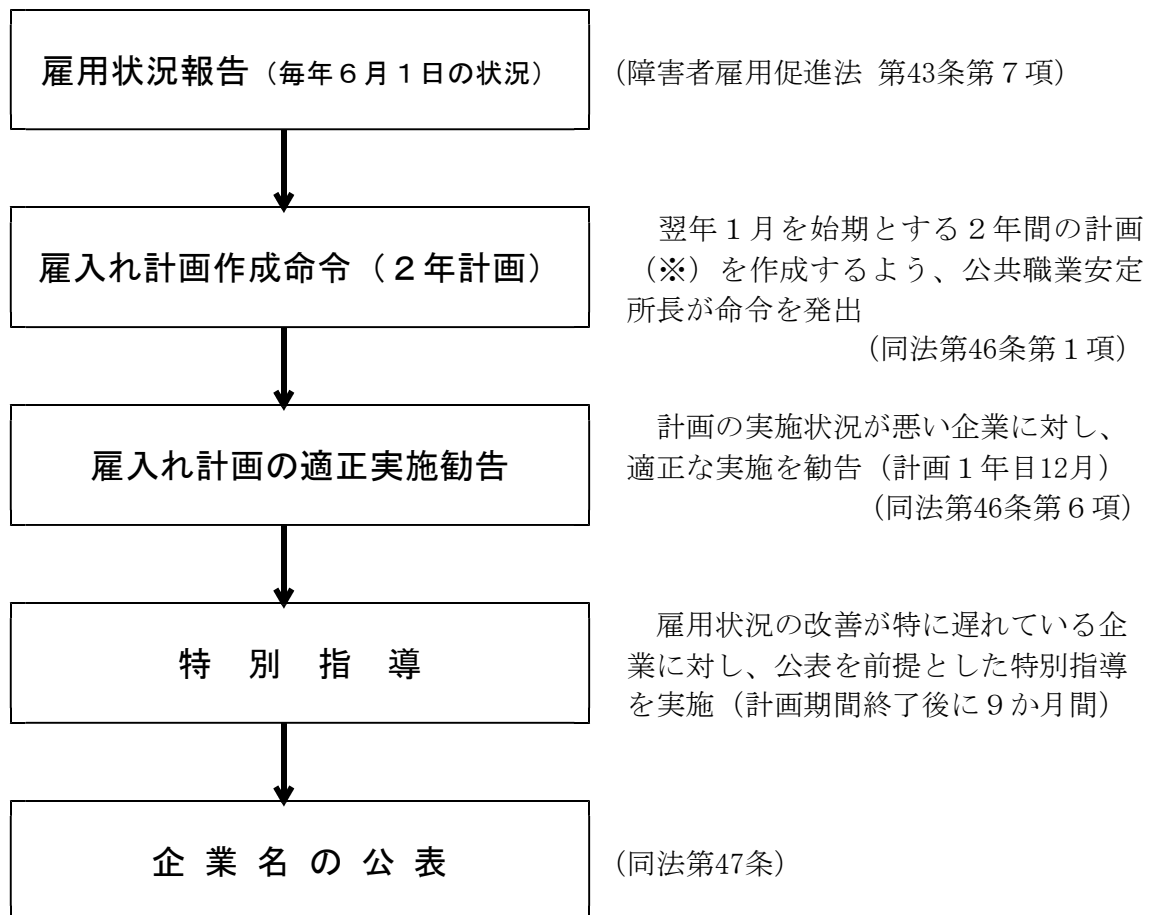 雇用状況報告（毎年６月１日の状況）
（障害者雇用促進法 第43条第７項）
雇入れ計画作成命令（２年計画）
翌年１月を始期とする２年間の計画
（※）を作成するよう、公共職業安定
所長が命令を発出
（同法第46条第１項）
雇入れ計画の適正実施勧告
計画の実施状況が悪い企業に対し、
適正な実施を勧告（計画１年目12月）
（同法第46条第６項）
特 別 指 導
雇用状況の改善が特に遅れている企
業に対し、公表を前提とした特別指導
を実施（計画期間終了後に９か月間）
企 業 名 の 公 表
（同法第47条）